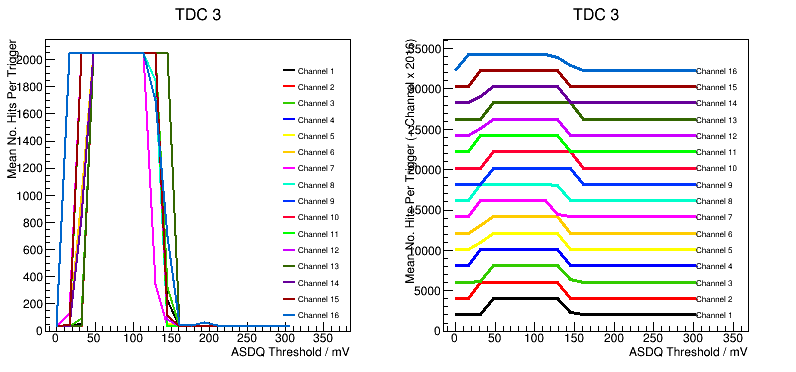 TDC 3
Mean No. Hits Per Trigger
2000
1800
1600
1400
1200
1000
800
600
400
200
0
0 50 100 150 200 250 300 350
ASDQ Threshold / mV
Channel 1
Channel 2
Channel 3
Channel 4
Channel 5
Channel 6
Channel 7
Channel 8
Channel 9
Channel 10
Channel 11
Channel 12
Channel 13
Channel 14
Channel 15
Channel 16
TDC 3
Mean No. Hits Per Trigger (+ Channel x 2016)
35000
30000
25000
20000
15000
10000
5000
0
0 50 100 150 200 250 300 350
ASDQ Threshold / mV
Channel 16
Channel 15
Channel 14
Channel 13
Channel 12
Channel 11
Channel 10
Channel 9
Channel 8
Channel 7
Channel 6
Channel 5
Channel 4
Channel 3
Channel 2
Channel 1